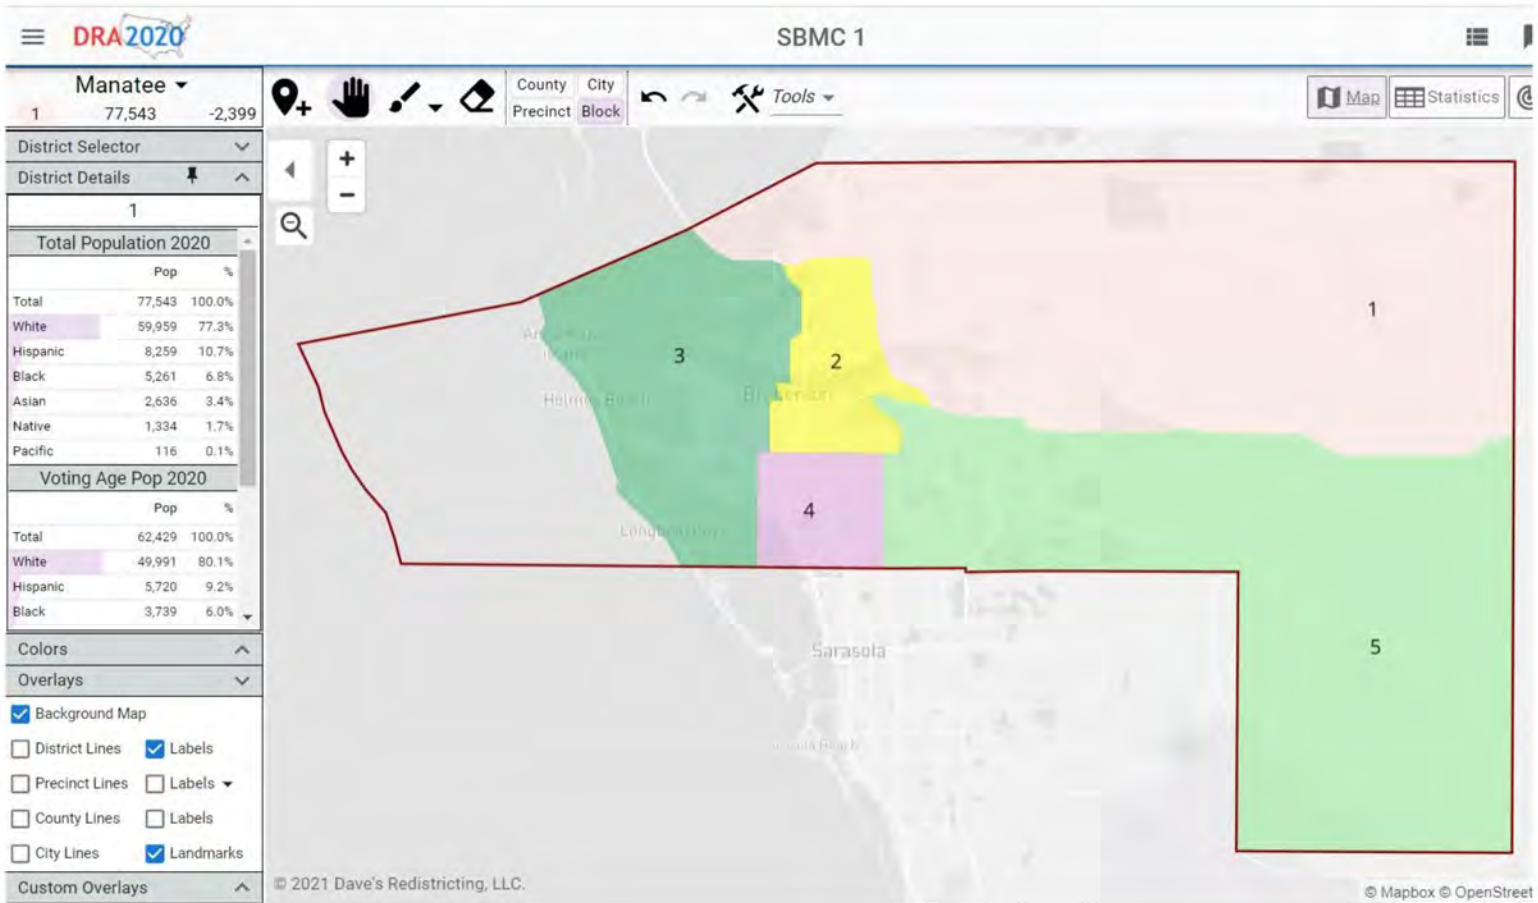 DRA2020
SBMC 1
Manatee
1 77,543 -2,399
County City
Precinct Block
Tools
Map
Statistics
District Selector
District Details
1
Total Population 2020
Pop %
Total 77,543 100.0%
White 59,959 77.3%
Hispanic 8,259 10.7%
Black 5,261 6.8%
Asian 2,636 3.4%
Native 1,334 1.7%
Pacific 116 0.1%
Voting Age Pop 2020
Pop %
Total 62,429 100.0%
White 49,991 80.1%
Hispanic 5,720 9.2%
Black 3,739 6.0%
Colors
Overlays
Background Map
District Lines Labels
Precinct Lines Labels
County Lines Labels
City Lines Landmarks
Custom Overlays
1
2
3
4
5
Sarasola
Beach
© 2021 Dave's Redistricting, LLC.
© Mapbox © OpenStreet